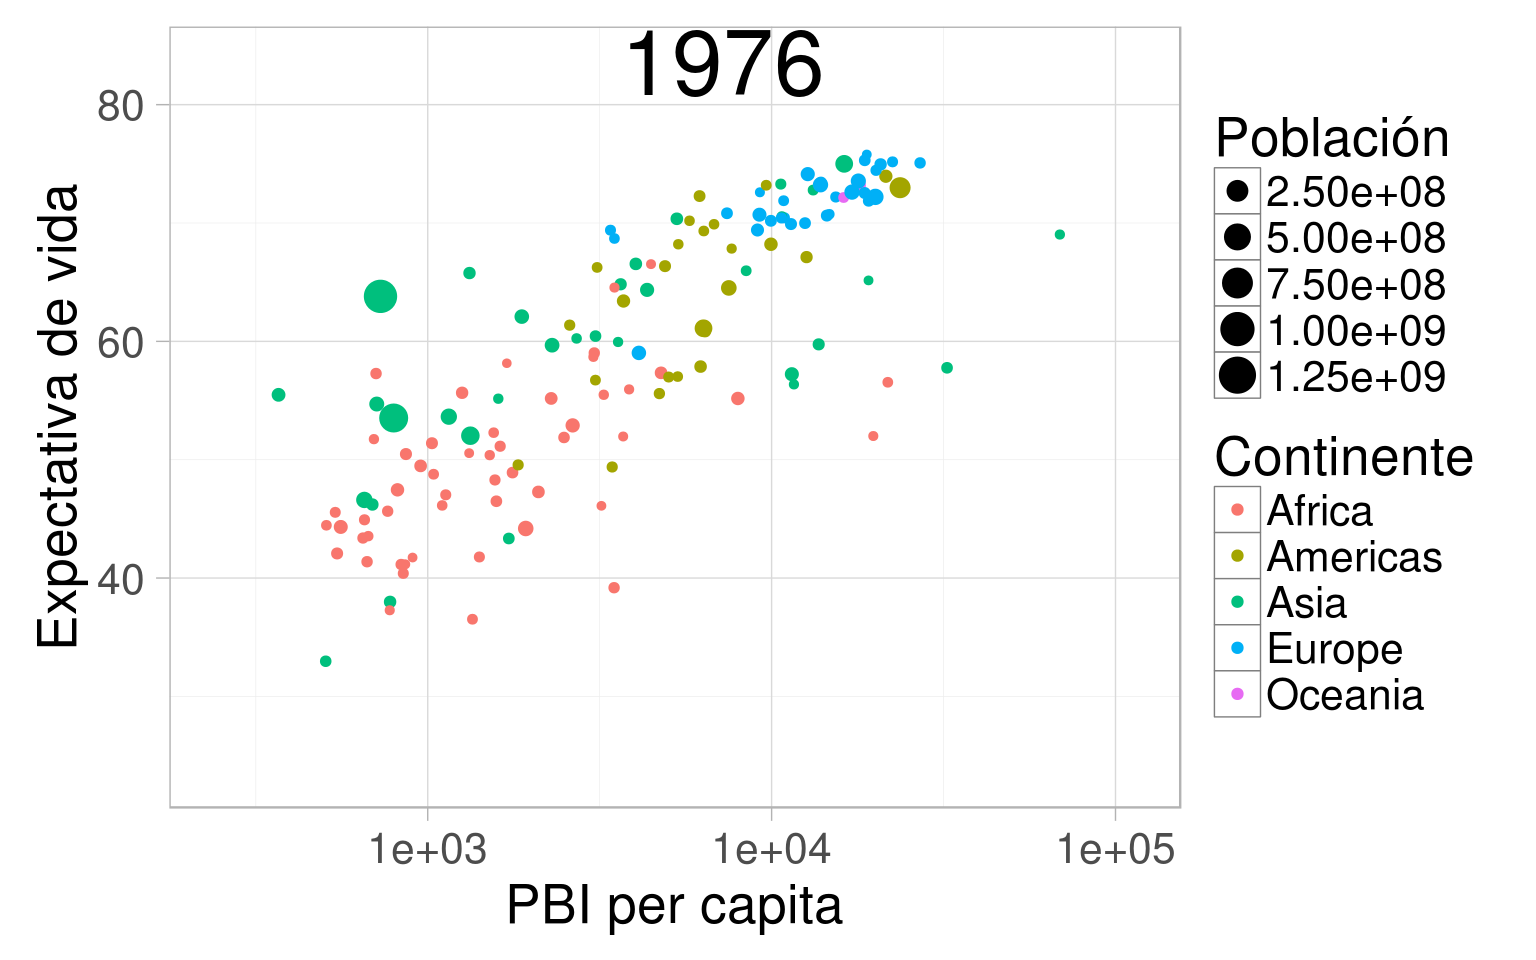 1976
80
60
40
Expectativa de vida
1e+03 1e+04 1e+05
PBI per capita
Población
2.50e+08
5.00e+08
7.50e+08
1.00e+09
1.25e+09
Continente
Africa
Americas
Asia
Europe
Oceania